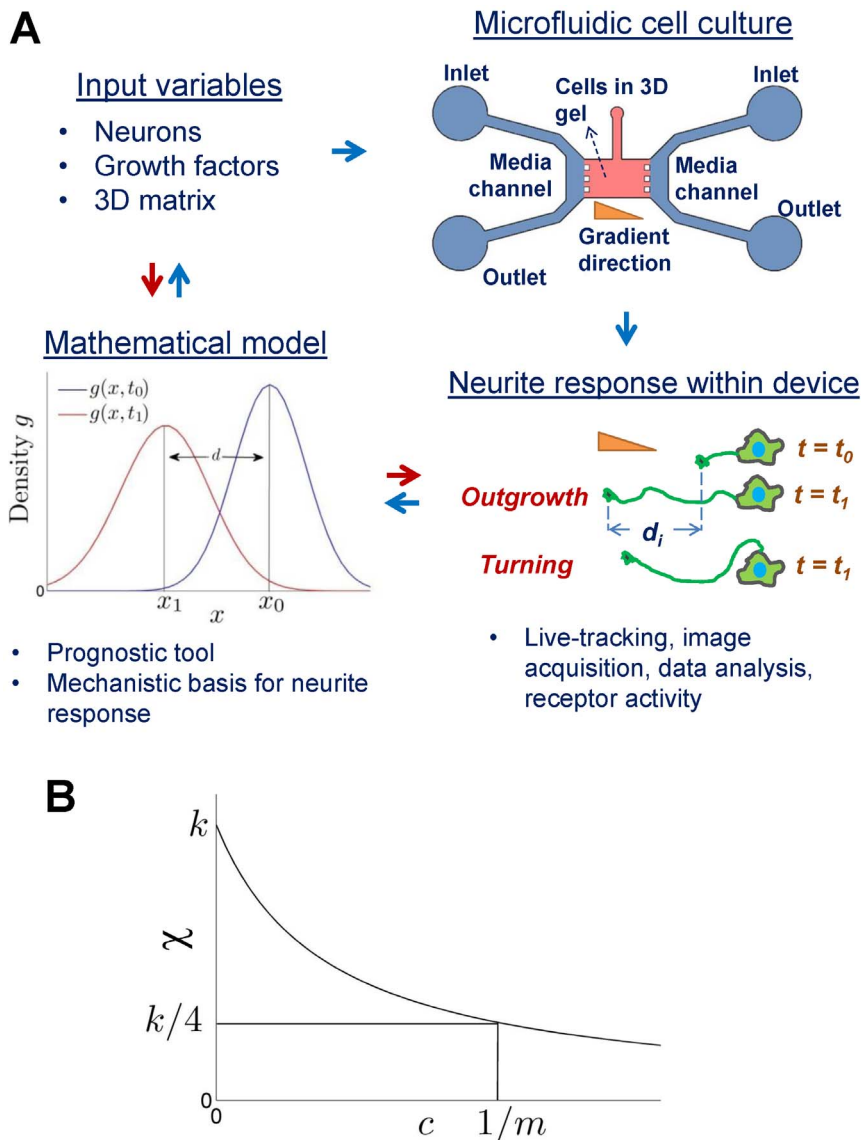 A
Input variables
• Neurons
• Growth factors
• 3D matrix
Microfluidic cell culture
Inlet
Cells in 3D
gel
Inlet
Media
channel
Media
channel
Outlet
Gradient
direction
Outlet
Mathematical model
g(x, t₀)
g(x, t₁)
d
Density g
0
x₁
x
x₀
• Prognostic tool
• Mechanistic basis for neurite
response
Neurite response within device
t = t₀
Outgrowth
t = t₁
dᵢ
Turning
t = t₁
• Live-tracking, image
acquisition, data analysis,
receptor activity
B
k
χ
k/4
0
0
c
1/m